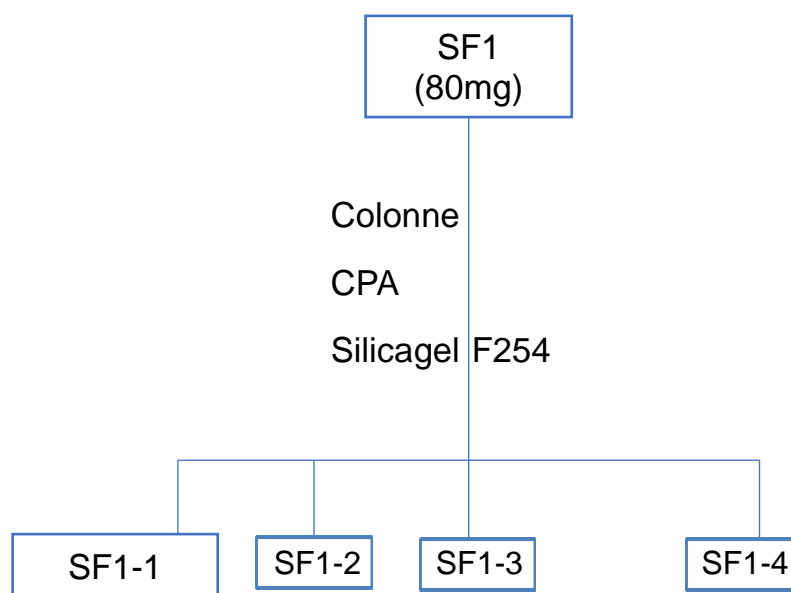 SF1
(80mg)
Colonne
CPA
Silicagel F254
SF1-1
SF1-2
SF1-3
SF1-4